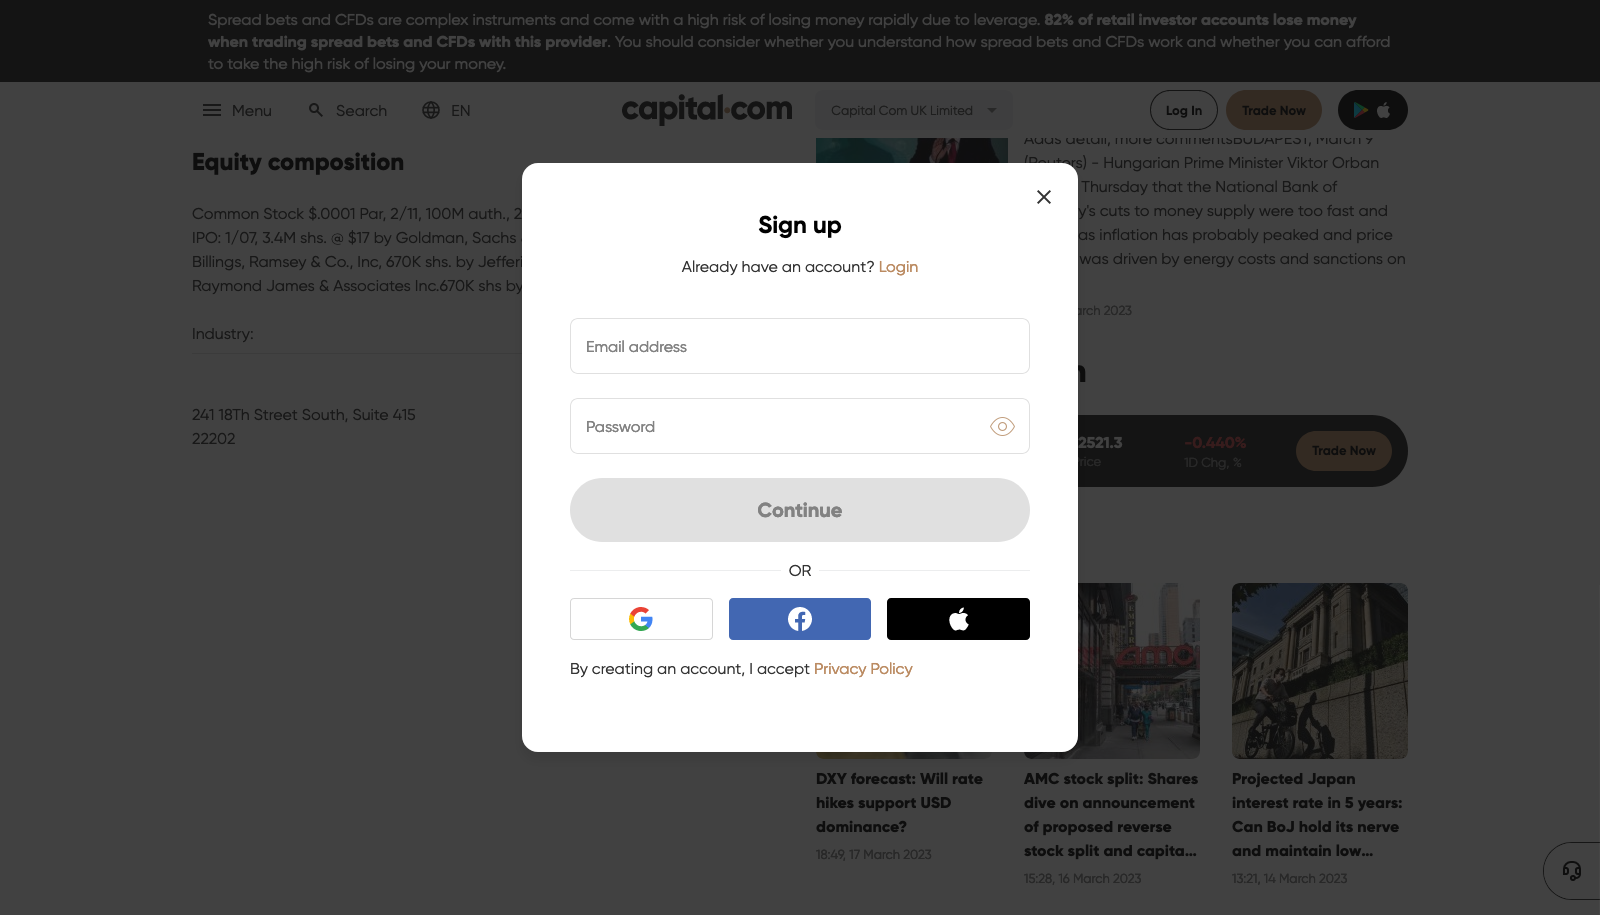 Spread bets and CFDs are complex instruments and come with a high risk of losing money rapidly due to leverage. 82% of retail investor accounts lose money
when trading spread bets and CFDs with this provider. You should consider whether you understand how spread bets and CFDs work and whether you can afford
to take the high risk of losing your money.
Menu
Search
EN
capital.com
Capital Com UK Limited
Log In
Trade Now
Equity composition
Common Stock $.0001 Par, 2/11, 100M auth., 2
IPO: 1/07, 3.4M shs. @ $17 by Goldman, Sachs
Billings, Ramsey & Co., Inc, 670K shs. by Jefferi
Raymond James & Associates Inc.670K shs by
Industry:
241 18Th Street South, Suite 415
22202
Adds detail, more commentsBUDAPEST, March 9
(Reuters) - Hungarian Prime Minister Viktor Orban
Thursday that the National Bank of
y's cuts to money supply were too fast and
as inflation has probably peaked and price
was driven by energy costs and sanctions on
arch 2023
Sign up
Already have an account? Login
Email address
Password
Continue
OR
By creating an account, I accept Privacy Policy
2521.3
rice
-0.440%
1D Chg, %
Trade Now
AMC
DXY forecast: Will rate
hikes support USD
dominance?
18:49, 17 March 2023
AMC stock split: Shares
dive on announcement
of proposed reverse
stock split and capita...
15:28, 16 March 2023
Projected Japan
interest rate in 5 years:
Can BoJ hold its nerve
and maintain low...
13:21, 14 March 2023